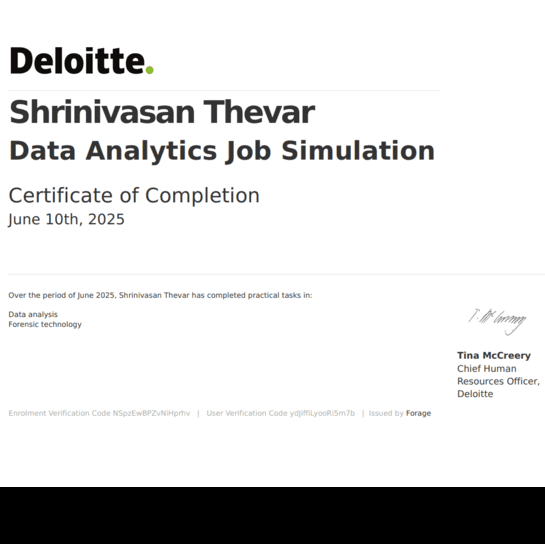 Deloitte.
Shrinivasan Thevar
Data Analytics Job Simulation
Certificate of Completion
June 10th, 2025
Over the period of June 2025, Shrinivasan Thevar has completed practical tasks in:
Data analysis
Forensic technology
T. McCreery
Tina McCreery
Chief Human
Resources Officer,
Deloitte
Enrolment Verification Code NSpzEwBPZvNiHprhv | User Verification Code ydJiffiLyooRi5m7b | Issued by Forage